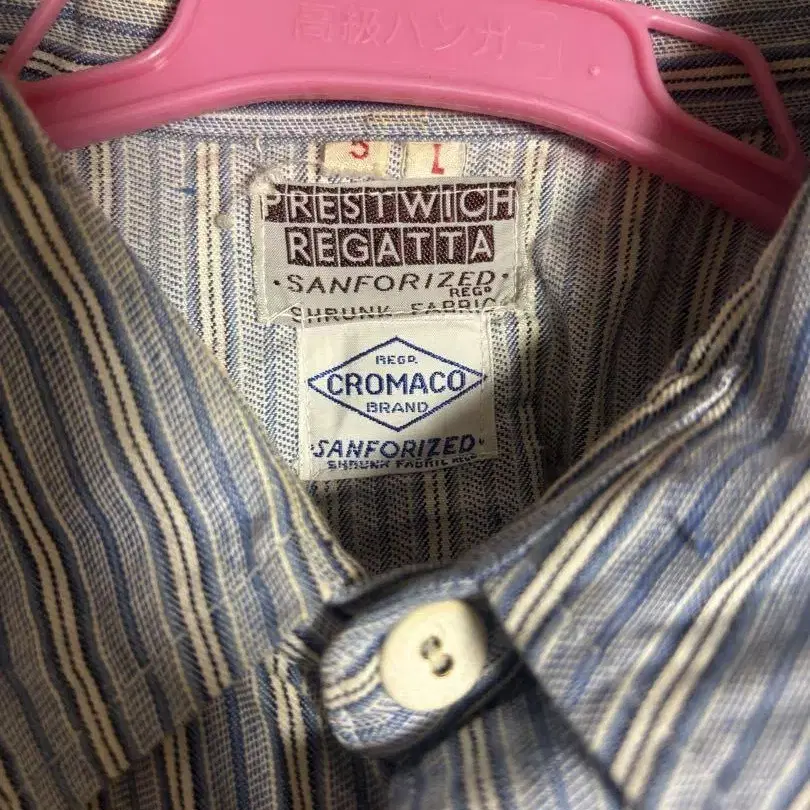 高級ハンガー
S L
PRESTWICH
REGATTA
·SANFORIZED·
REGD
SHRUNK FABRIC
REGD.
CROMACO
BRAND
·SANFORIZED·
SHRUNK FABRIC